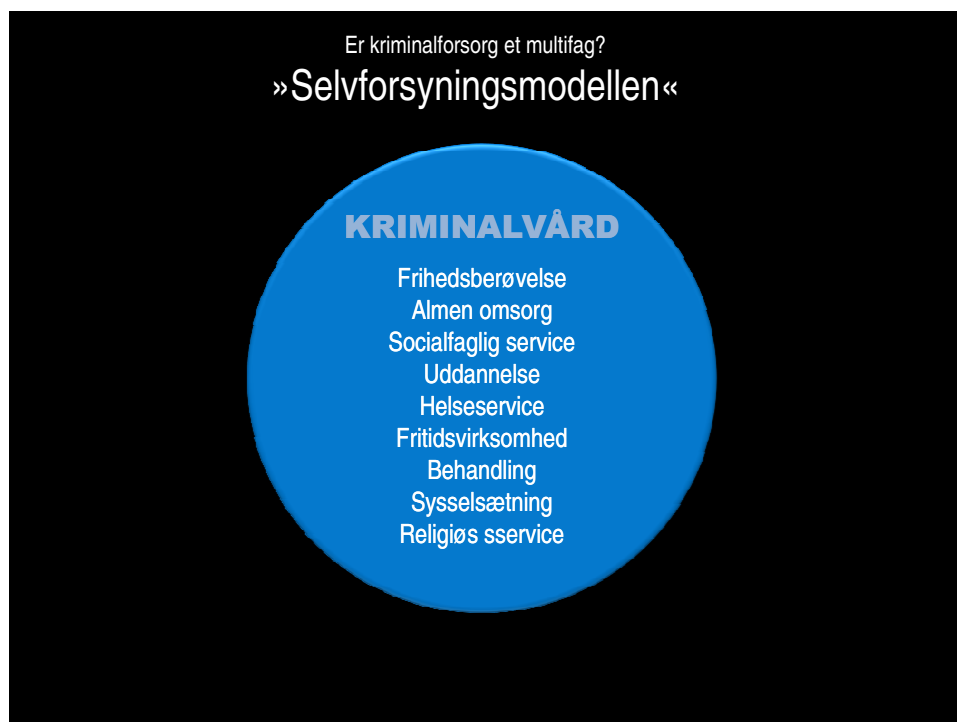 Er kriminalforsorg et multifag?
»Selvforsyningsmodellen«
KRIMINALVÅRD
Frihedsberøvelse
Almen omsorg
Socialfaglig service
Uddannelse
Helseservice
Fritidsvirksomhed
Behandling
Sysselsætning
Religiøs sservice